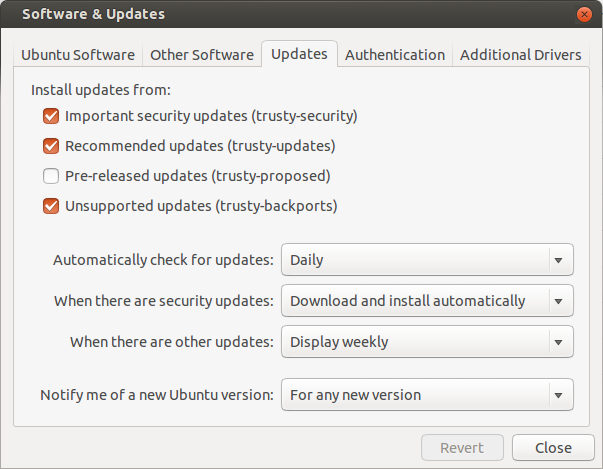 Software & Updates
Ubuntu Software Other Software Updates Authentication Additional Drivers
Install updates from:
Important security updates (trusty-security)
Recommended updates (trusty-updates)
Pre-released updates (trusty-proposed)
Unsupported updates (trusty-backports)
Automatically check for updates: Daily
When there are security updates: Download and install automatically
When there are other updates: Display weekly
Notify me of a new Ubuntu version: For any new version
Revert Close